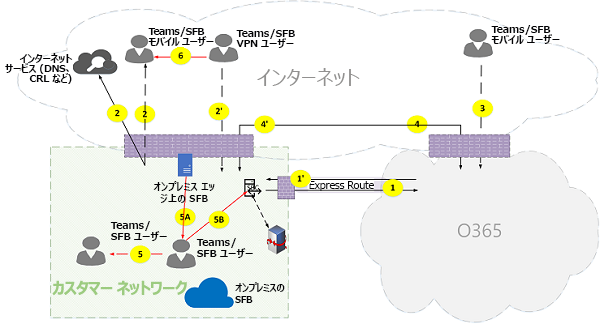 Teams/SFB
モバイル ユーザー
Teams/SFB
VPN ユーザー
Teams/SFB
モバイル ユーザー
インターネット
サービス (DNS、
CRL など)
6
インターネット
2
2
2'
3
4'
4
オンプレミス エッ
ジ上の SFB
1'
Express Route
1
5A
5B
Teams/
SFB ユーザー
5
Teams/
SFB ユーザー
O365
カスタマー ネットワーク
オンプレミスの
SFB